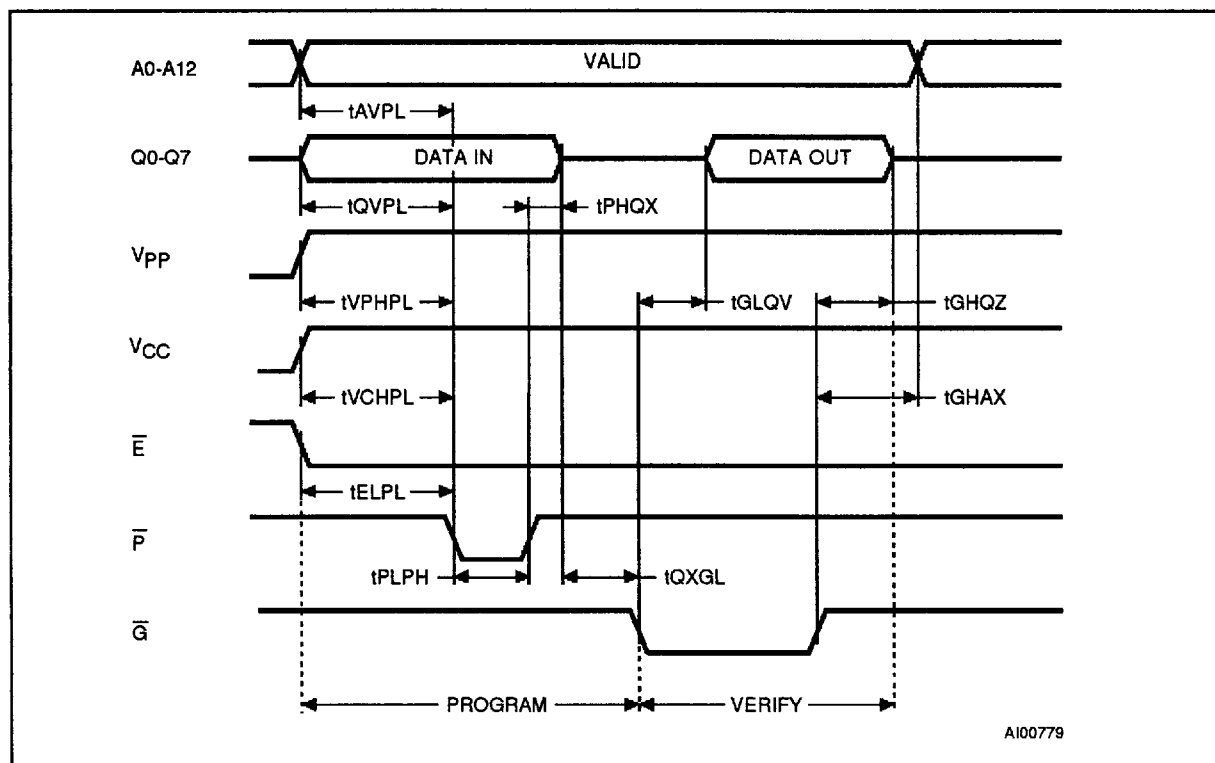 A0-A12
VALID
tAVPL
Q0-Q7
DATA IN
DATA OUT
tQVPL
tPHQX
VPP
tVPHPL
tGLQV
tGHQZ
VCC
tVCHPL
tGHAX
E̅
tELPL
P̅
tPLPH
tQXGL
G̅
PROGRAM
VERIFY
AI00779